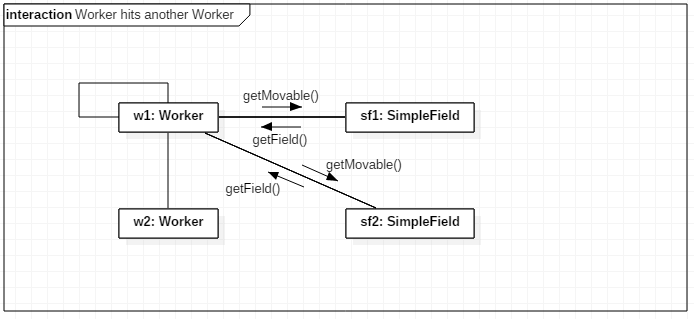 interaction Worker hits another Worker
getMovable()
w1: Worker
sf1: SimpleField
getField()
getMovable()
getField()
w2: Worker
sf2: SimpleField